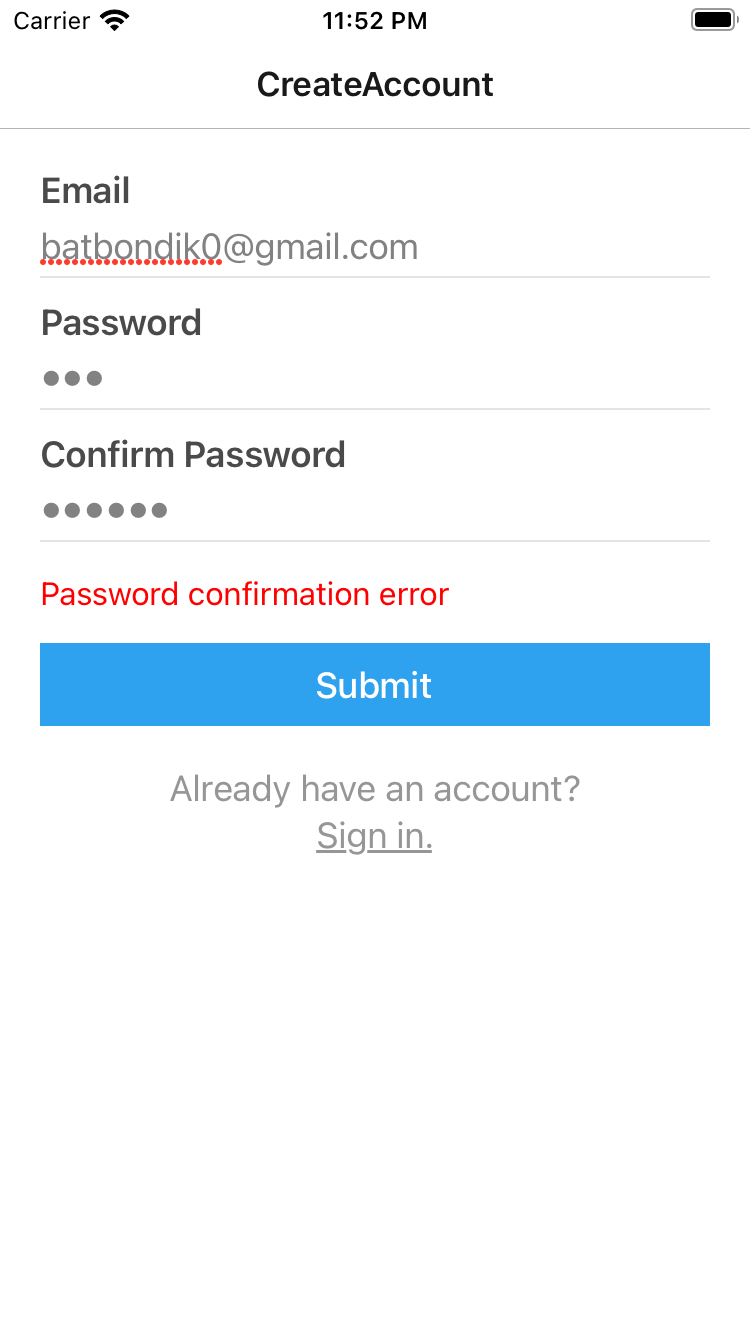 Carrier 11:52 PM
CreateAccount
Email
batbondik0@gmail.com
Password
●●●
Confirm Password
●●●●●●
Password confirmation error
Submit
Already have an account?
Sign in.